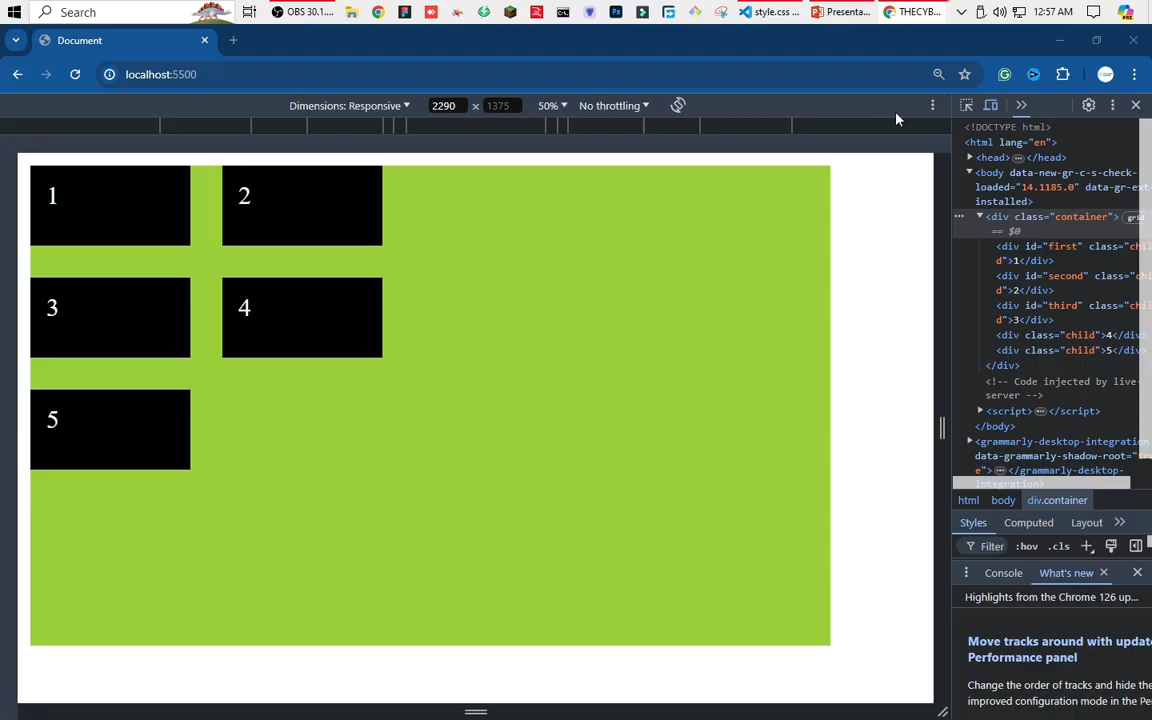 Search
OBS 30.1....
style.css ...
Presenta...
THECYB...
12:57 AM
Document
localhost:5500
Dimensions: Responsive
2290
×
1375
50%
No throttling
1
2
3
4
5
<!DOCTYPE html>
<html lang="en">
<head> </head>
<body data-new-gr-c-s-check-
loaded="14.1185.0" data-gr-ext-
installed>
<div class="container"> grid
== $0
<div id="first" class="chil
d">1</div>
<div id="second" class="chi
d">2</div>
<div id="third" class="chil
d">3</div>
<div class="child">4</div>
<div class="child">5</div>
</div>
<!-- Code injected by live-
server -->
<script> </script>
</body>
<grammarly-desktop-integration
data-grammarly-shadow-root="tr
e"> </grammarly-desktop-
integration>
html
body
div.container
Styles
Computed
Layout
Filter
:hov
.cls
Console
What's new
Highlights from the Chrome 126 up...
Move tracks around with update
Performance panel
Change the order of tracks and hide the
improved configuration mode in the Pe